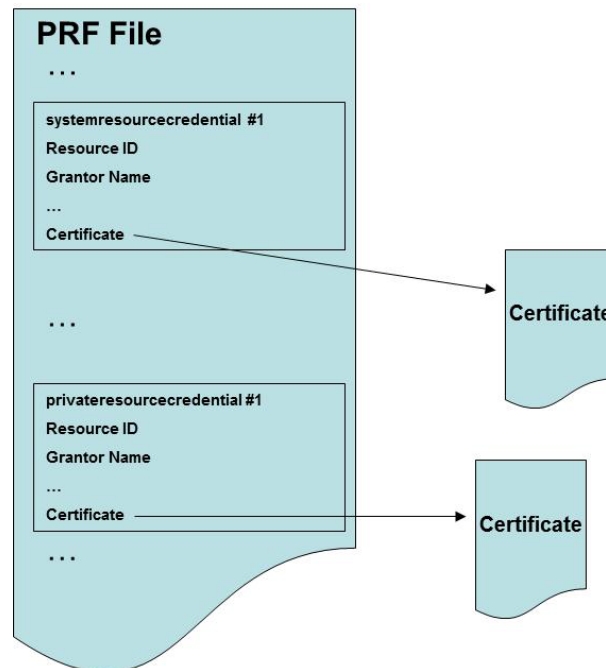 PRF File
...
systemresourcecredential #1
Resource ID
Grantor Name
...
Certificate
Certificate
...
privateresourcecredential #1
Resource ID
Grantor Name
...
Certificate
Certificate
...